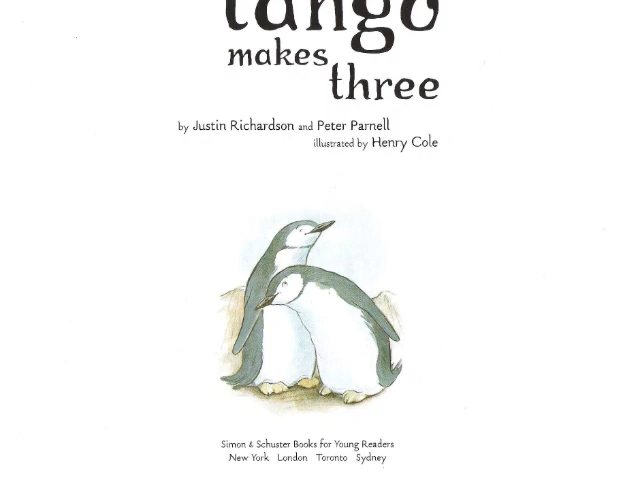 tango
makes
three
by Justin Richardson and Peter Parnell
illustrated by Henry Cole
Simon & Schuster Books for Young Readers
New York London Toronto Sydney